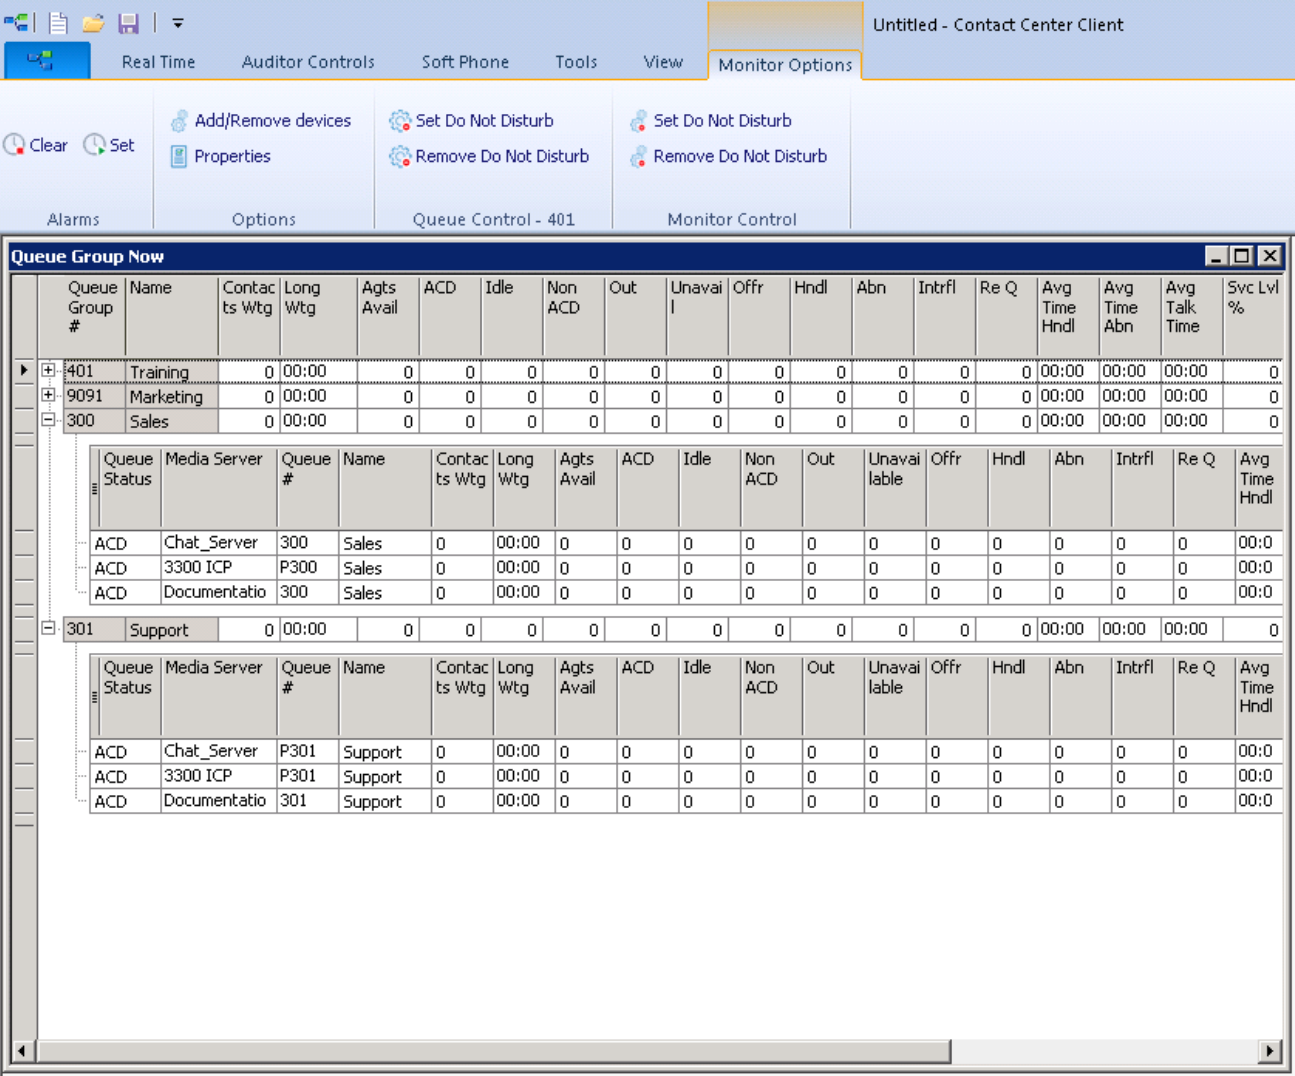 Untitled - Contact Center Client
Real Time Auditor Controls Soft Phone Tools View Monitor Options
Add/Remove devices Set Do Not Disturb Set Do Not Disturb
Clear Set
Properties Remove Do Not Disturb Remove Do Not Disturb
Alarms Options Queue Control - 401 Monitor Control
Queue Group Now
Queue Name Contac Long Agts ACD Idle Non Out Unavai Offr Hndl Abn Intrfl Re Q Avg Avg Avg Svc Lvl
Group ts Wtg Wtg Avail ACD l Time Time Talk %
# Hndl Abn Time
401 Training 0 00:00 0 0 0 0 0 0 0 0 0 0 0 00:00 00:00 00:00 0
9091 Marketing 0 00:00 0 0 0 0 0 0 0 0 0 0 0 00:00 00:00 00:00 0
300 Sales 0 00:00 0 0 0 0 0 0 0 0 0 0 0 00:00 00:00 00:00 0
Queue Media Server Queue Name Contac Long Agts ACD Idle Non Out Unavai Offr Hndl Abn Intrfl Re Q Avg
Status # ts Wtg Wtg Avail ACD lable Time
Hndl
ACD Chat_Server 300 Sales 0 00:00 0 0 0 0 0 0 0 0 0 0 0 00:0
ACD 3300 ICP P300 Sales 0 00:00 0 0 0 0 0 0 0 0 0 0 0 00:0
ACD Documentatio 300 Sales 0 00:00 0 0 0 0 0 0 0 0 0 0 0 00:0
301 Support 0 00:00 0 0 0 0 0 0 0 0 0 0 0 00:00 00:00 00:00 0
Queue Media Server Queue Name Contac Long Agts ACD Idle Non Out Unavai Offr Hndl Abn Intrfl Re Q Avg
Status # ts Wtg Wtg Avail ACD lable Time
Hndl
ACD Chat_Server P301 Support 0 00:00 0 0 0 0 0 0 0 0 0 0 0 00:0
ACD 3300 ICP P301 Support 0 00:00 0 0 0 0 0 0 0 0 0 0 0 00:0
ACD Documentatio 301 Support 0 00:00 0 0 0 0 0 0 0 0 0 0 0 00:0